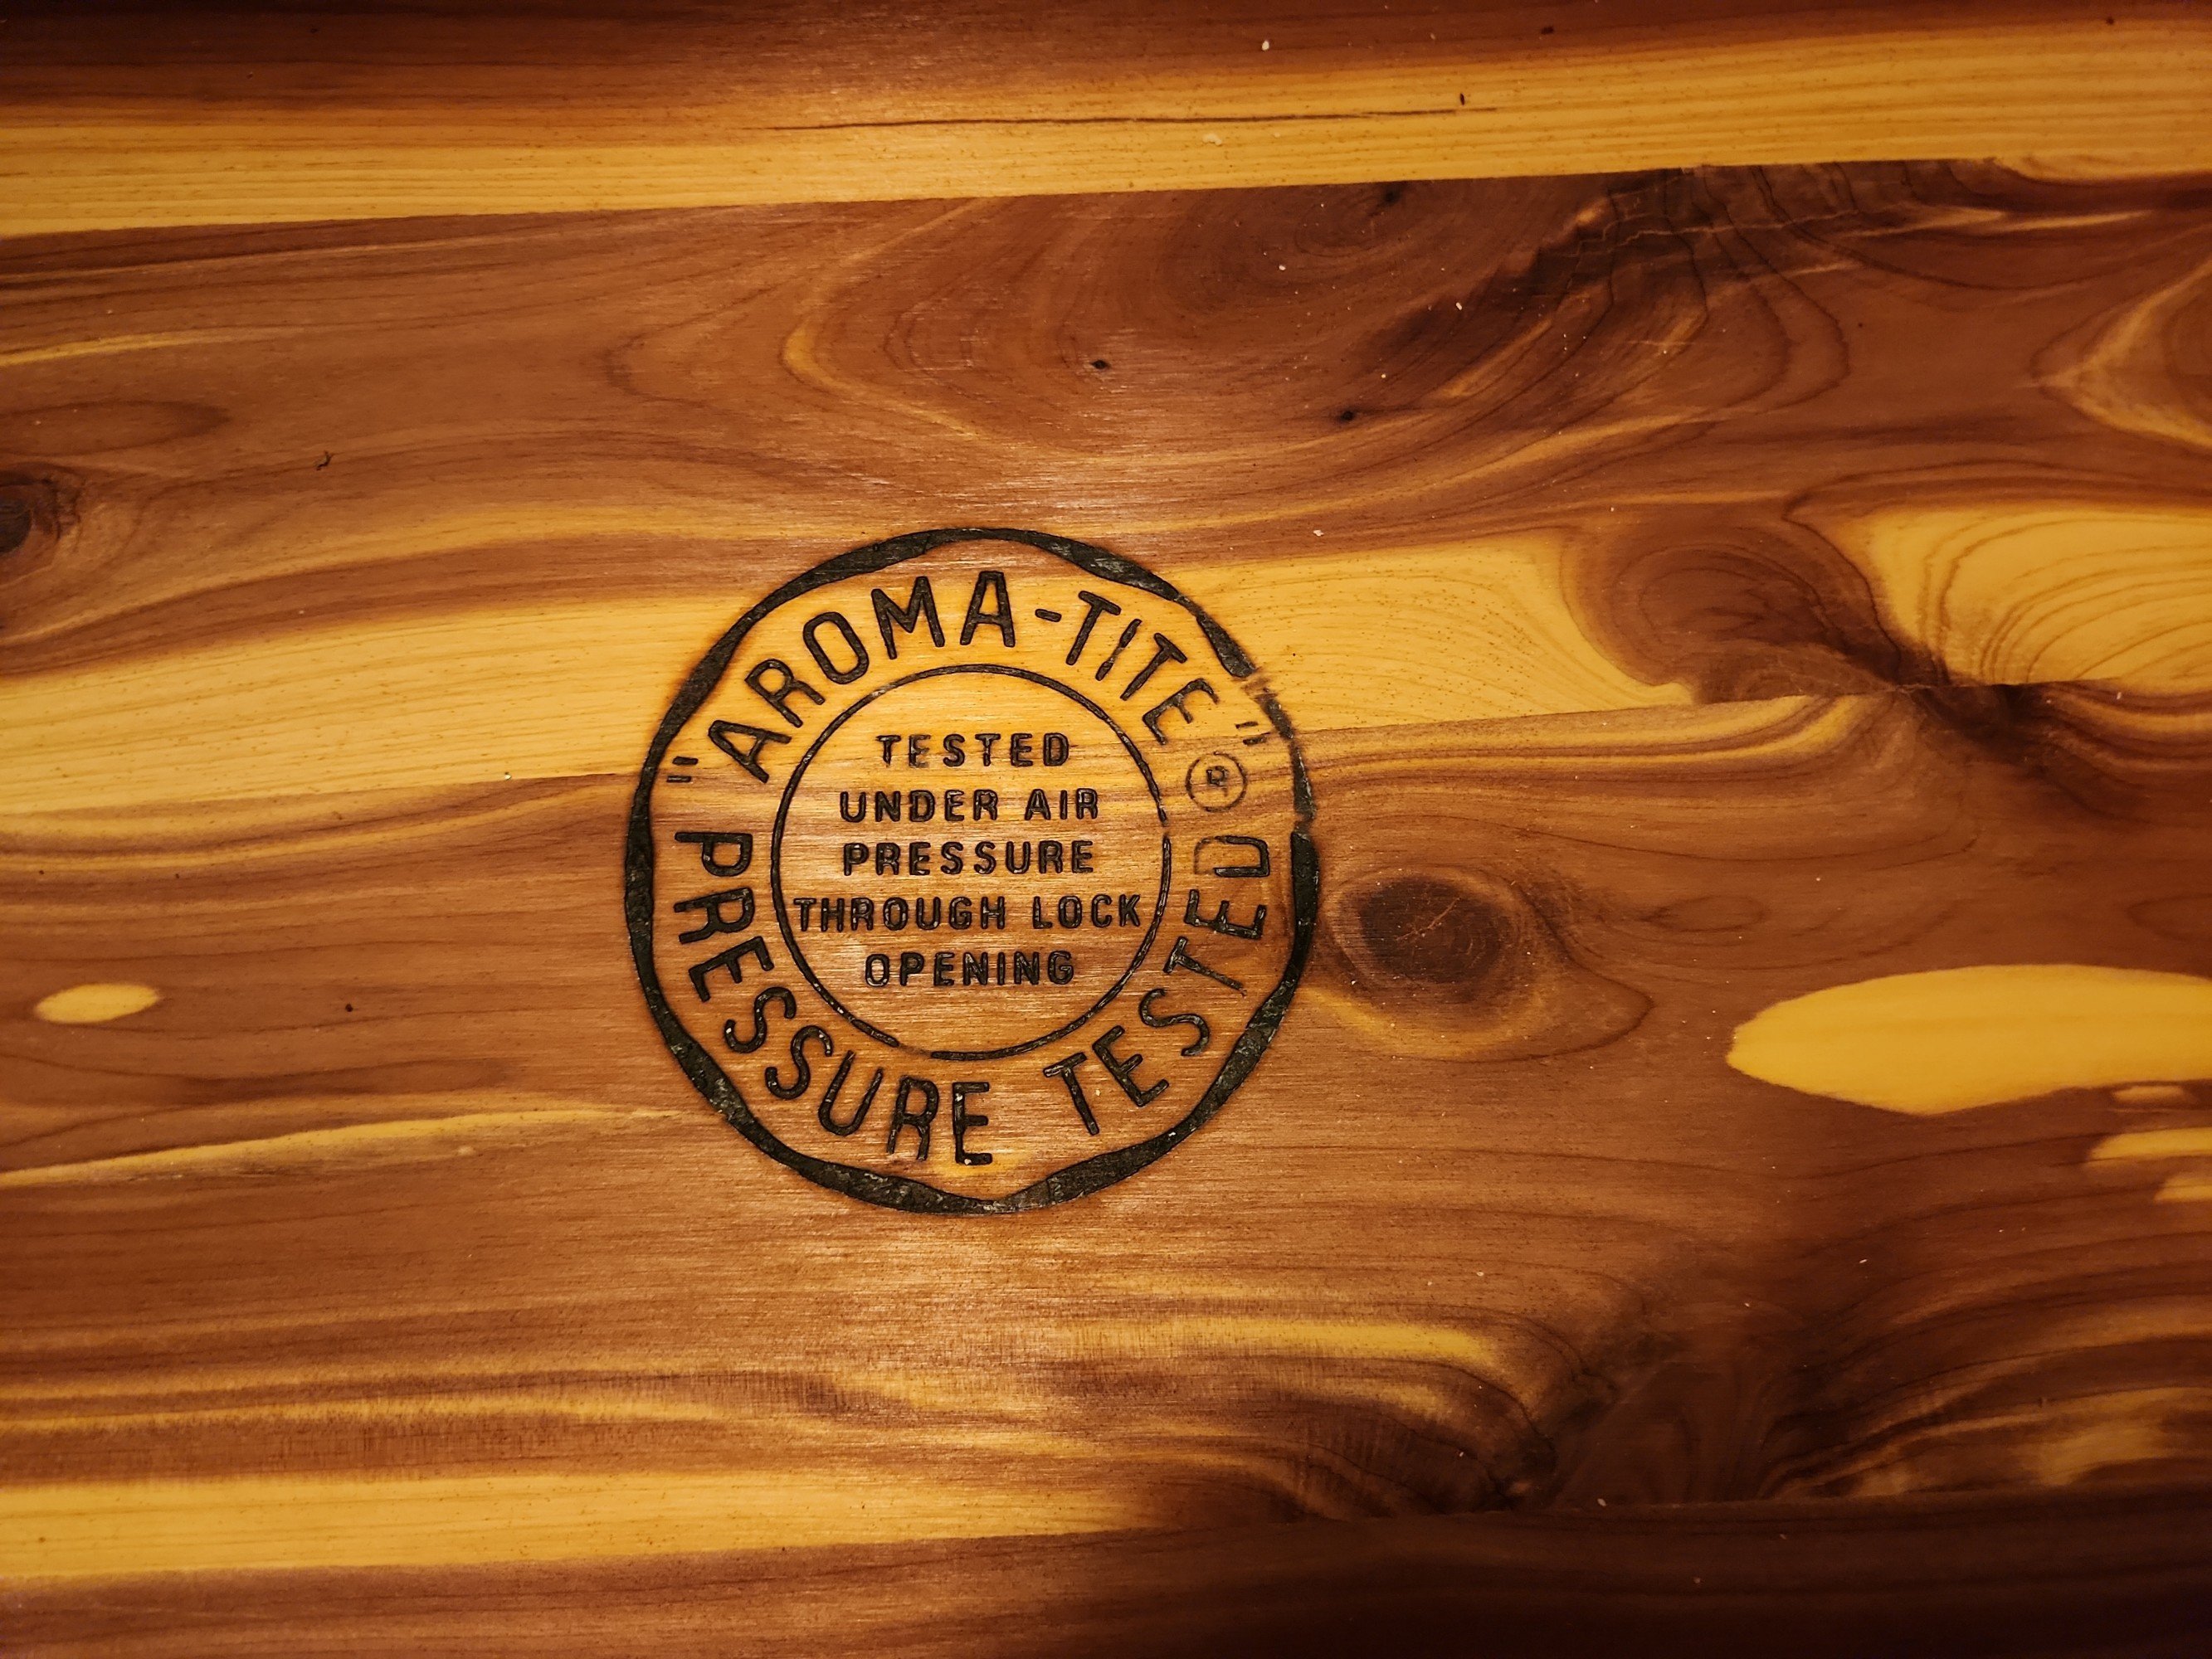 "AROMA-TITE"®
PRESSURE TESTED
TESTED
UNDER AIR
PRESSURE
THROUGH LOCK
OPENING